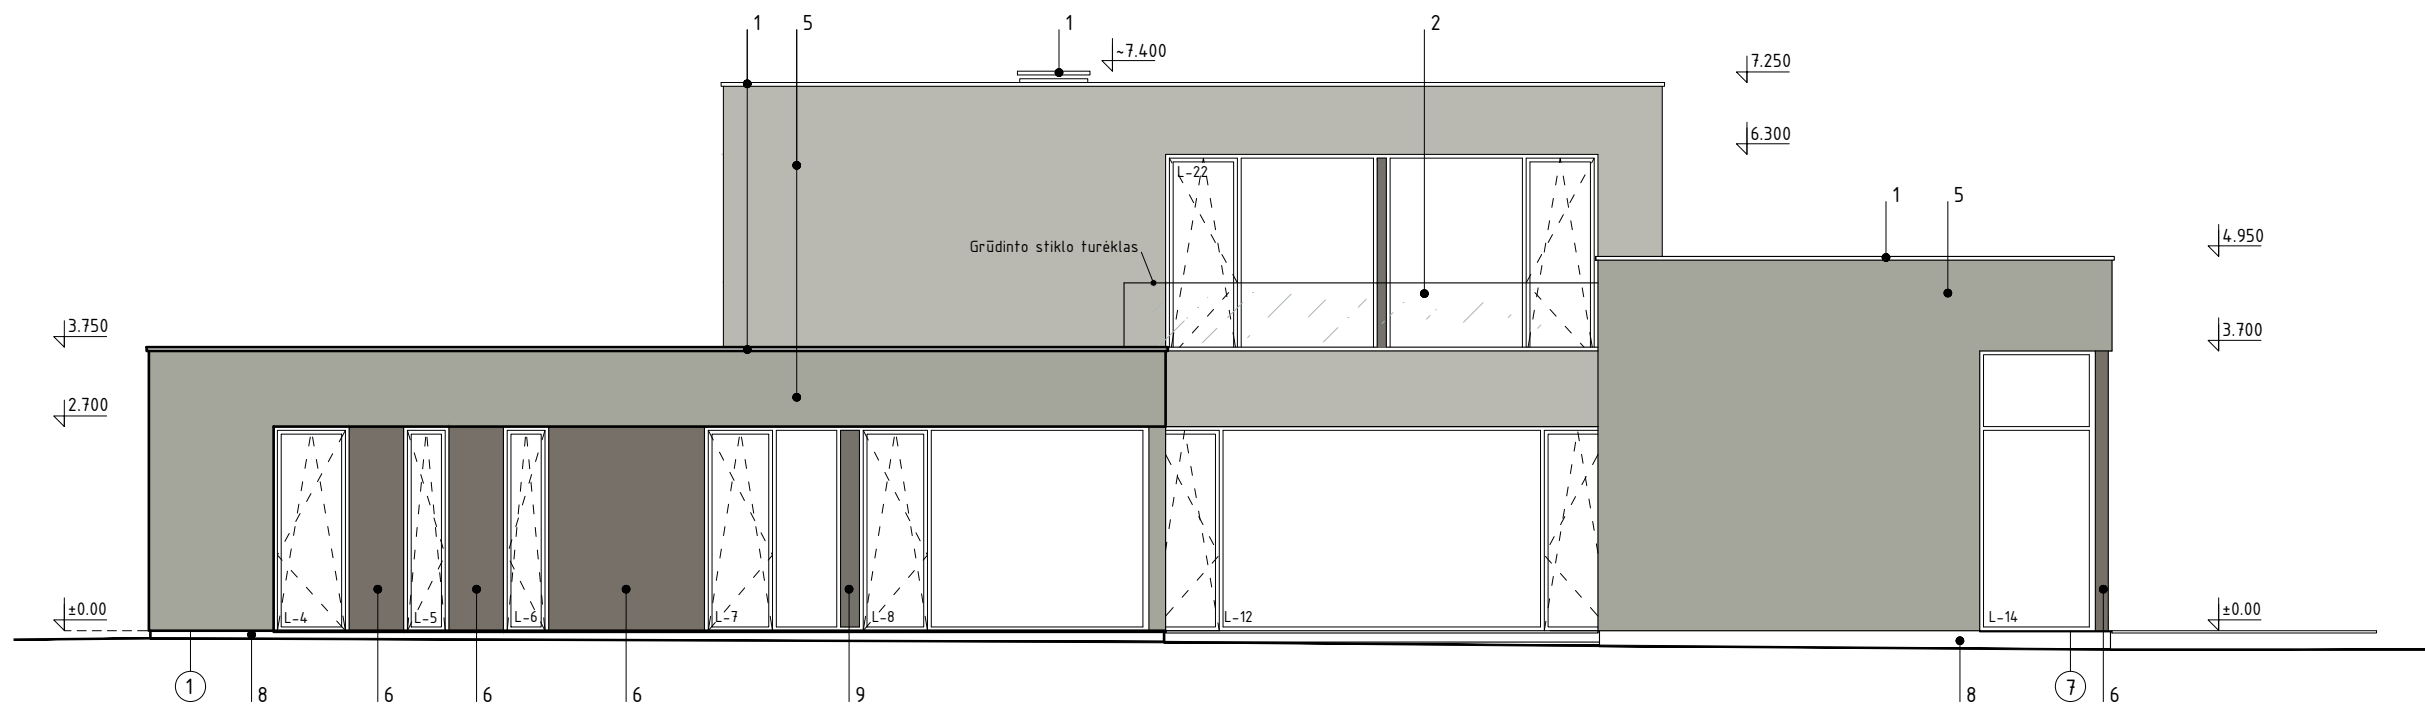 1
5
1
2
~7.400
7.250
6.300
1
5
L-22
Grūdinto stiklo turėklas
4.950
3.750
3.700
2.700
±0.00
±0.00
L-4
L-5
L-6
L-7
L-8
L-12
L-14
1
8
6
6
6
9
8
7
6